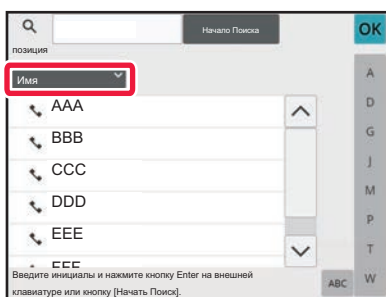 Начало Поиска
OK
позиция
Имя
A
AAA
D
BBB
G
CCC
J
M
DDD
P
EEE
T
EEE
Введите инициалы и нажмите кнопку Enter на внешней
клавиатуре или кнопку [Начать Поиск].
ABC
W